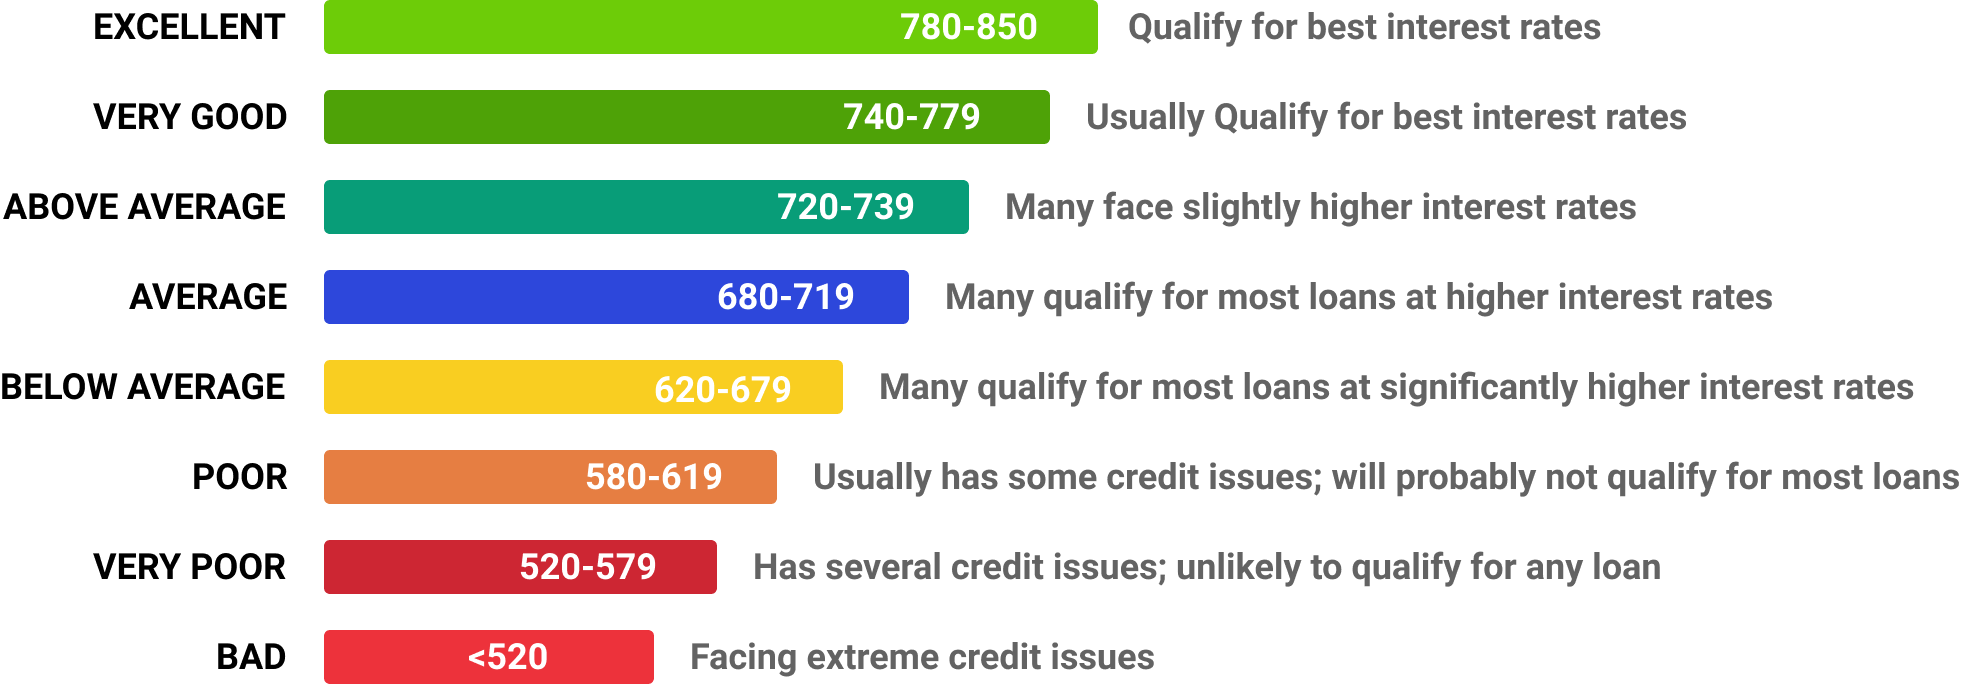 EXCELLENT 780-850 Qualify for best interest rates
VERY GOOD 740-779 Usually Qualify for best interest rates
ABOVE AVERAGE 720-739 Many face slightly higher interest rates
AVERAGE 680-719 Many qualify for most loans at higher interest rates
BELOW AVERAGE 620-679 Many qualify for most loans at significantly higher interest rates
POOR 580-619 Usually has some credit issues; will probably not qualify for most loans
VERY POOR 520-579 Has several credit issues; unlikely to qualify for any loan
BAD <520 Facing extreme credit issues